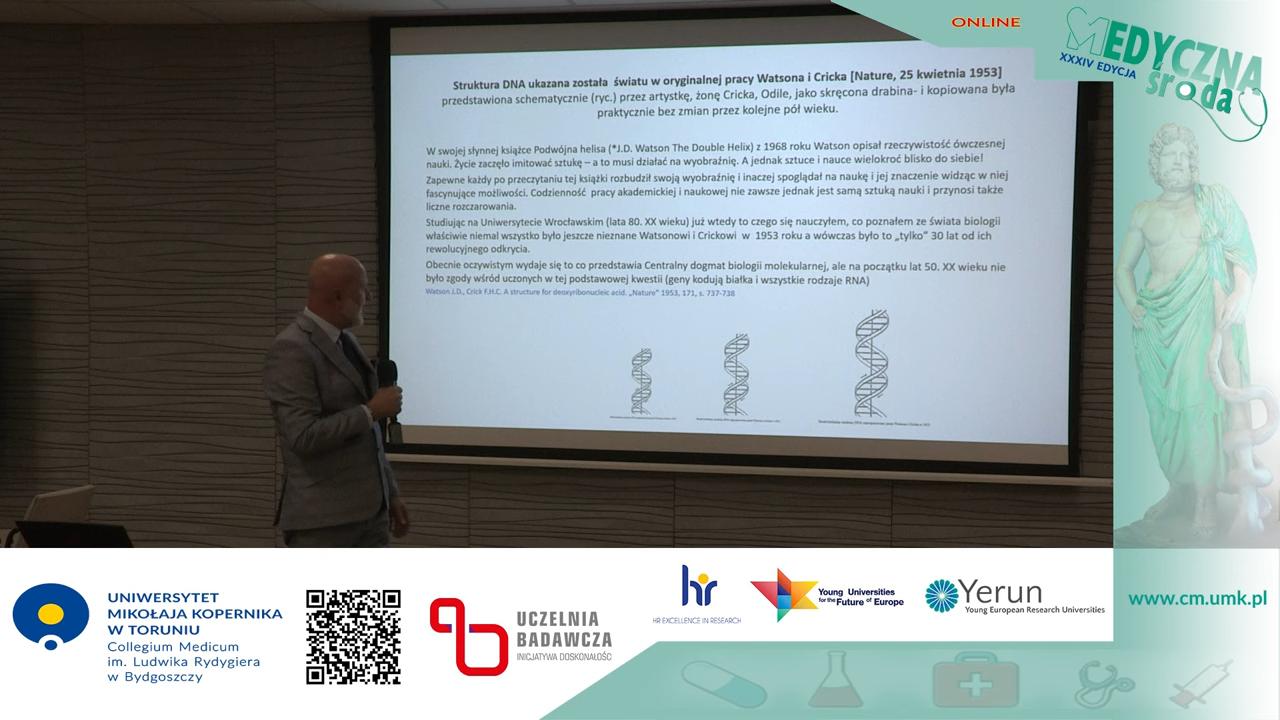 ONLINE
MEDYCZNA
środa
XXXIV EDYCJA
Struktura DNA ukazana została światu w oryginalnej pracy Watsona i Cricka [Nature, 25 kwietnia 1953]
przedstawiona schematycznie (ryc.) przez artystkę, żonę Cricka, Odile, jako skręcona drabina- i kopiowana była
praktycznie bez zmian przez kolejne pół wieku.
W swojej słynnej książce Podwójna helisa (*J.D. Watson The Double Helix) z 1968 roku Watson opisał rzeczywistość ówczesnej
nauki. Życie zaczęło imitować sztukę – a to musi działać na wyobraźnię. A jednak sztuce i nauce wielokroć blisko do siebie!
Zapewne każdy po przeczytaniu tej książki rozbudził swoją wyobraźnię i inaczej spoglądał na naukę i jej znaczenie widząc w niej
fascynujące możliwości. Codzienność pracy akademickiej i naukowej nie zawsze jednak jest samą sztuką nauki i przynosi także
liczne rozczarowania.
Studiując na Uniwersytecie Wrocławskim (lata 80. XX wieku) już wtedy to czego się nauczyłem, co poznałem ze świata biologii
właściwie niemal wszystko było jeszcze nieznane Watsonowi i Crickowi w 1953 roku a wówczas było to „tylko” 30 lat od ich
rewolucyjnego odkrycia.
Obecnie oczywistym wydaje się to co przedstawia Centralny dogmat biologii molekularnej, ale na początku lat 50. XX wieku nie
było zgody wśród uczonych w tej podstawowej kwestii (geny kodują białka i wszystkie rodzaje RNA)
Watson J.D., Crick F.H.C. A structure for deoxyribonucleic acid. „Nature” 1953, 171, s. 737-738
UNIWERSYTET
MIKOŁAJA KOPERNIKA
W TORUNIU
Collegium Medicum
im. Ludwika Rydygiera
w Bydgoszczy
UCZELNIA
BADAWCZA
INICJATYWA DOSKONAŁOŚCI
hr
HR EXCELLENCE IN RESEARCH
Young Universities
for the Future of Europe
Yerun
Young European Research Universities
www.cm.umk.pl